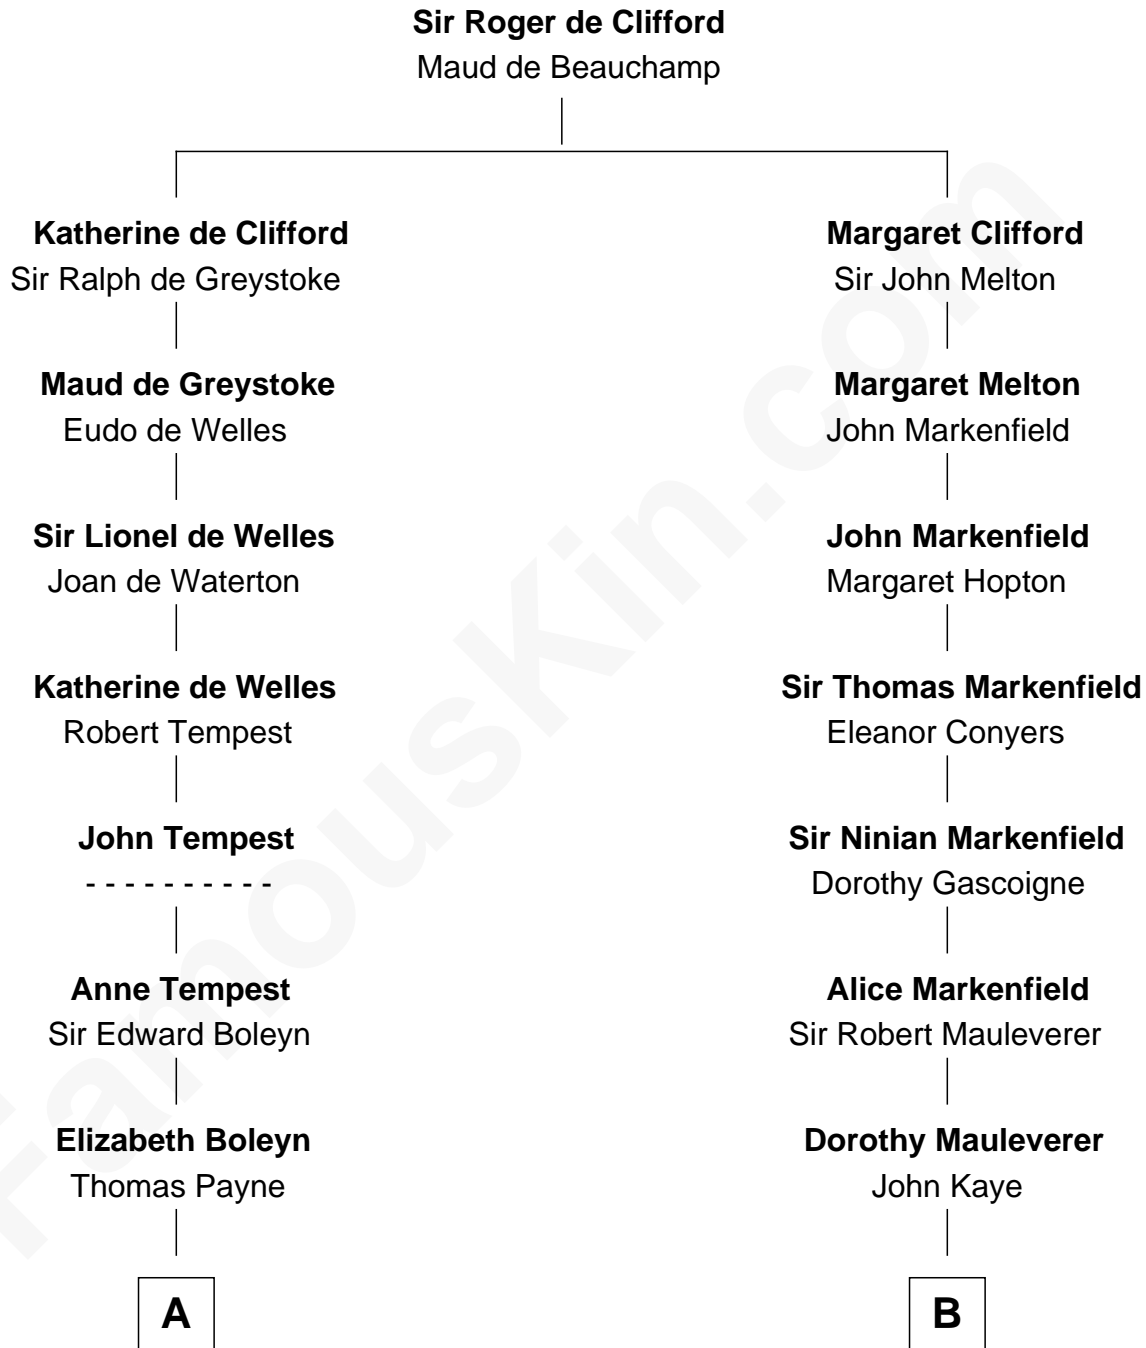 Sir Roger de Clifford
Maud de Beauchamp
Katherine de Clifford
Sir Ralph de Greystoke
Margaret Clifford
Sir John Melton
Maud de Greystoke
Eudo de Welles
Margaret Melton
John Markenfield
Sir Lionel de Welles
Joan de Waterton
John Markenfield
Margaret Hopton
Katherine de Welles
Robert Tempest
Sir Thomas Markenfield
Eleanor Conyers
John Tempest
- - - - - - - - - -
Sir Ninian Markenfield
Dorothy Gascoigne
Anne Tempest
Sir Edward Boleyn
Alice Markenfield
Sir Robert Mauleverer
Elizabeth Boleyn
Thomas Payne
Dorothy Mauleverer
John Kaye
A
B
FamousKin.com